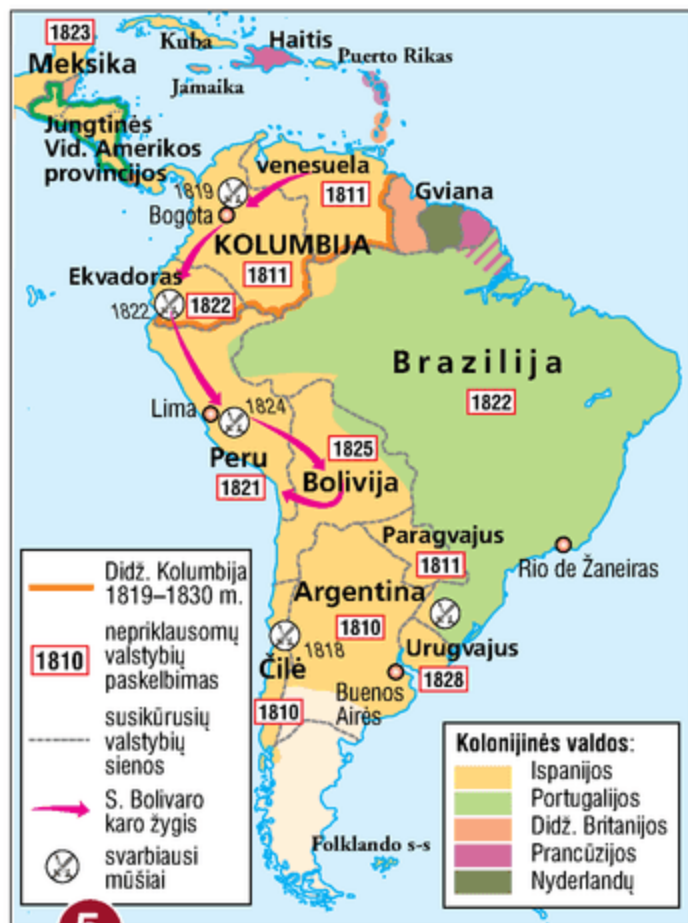 1823
Kuba
Haitis
Meksika
Puerto Rikas
Jamaika
Jungtinės
Vid. Amerikos
provincijos
venesuela
1819
1811
Gviana
Bogota
KOLUMBIJA
1811
Ekvadoras
1822
1822
Brazilija
1822
Lima
1824
Peru
1821
1825
Bolivija
Paragvajus
1811
Rio de Žaneiras
Argentina
1810
1818
Čilė
1810
Urugvajus
1828
Buenos
Airės
Folklando s-s
Didž. Kolumbija
1819–1830 m.
1810
nepriklausomų
valstybių
paskelbimas
susikūrusių
valstybių
sienos
S. Bolivaro
karo žygis
svarbiausi
mūšiai
Kolonijinės valdos:
Ispanijos
Portugalijos
Didž. Britanijos
Prancūzijos
Nyderlandų
5